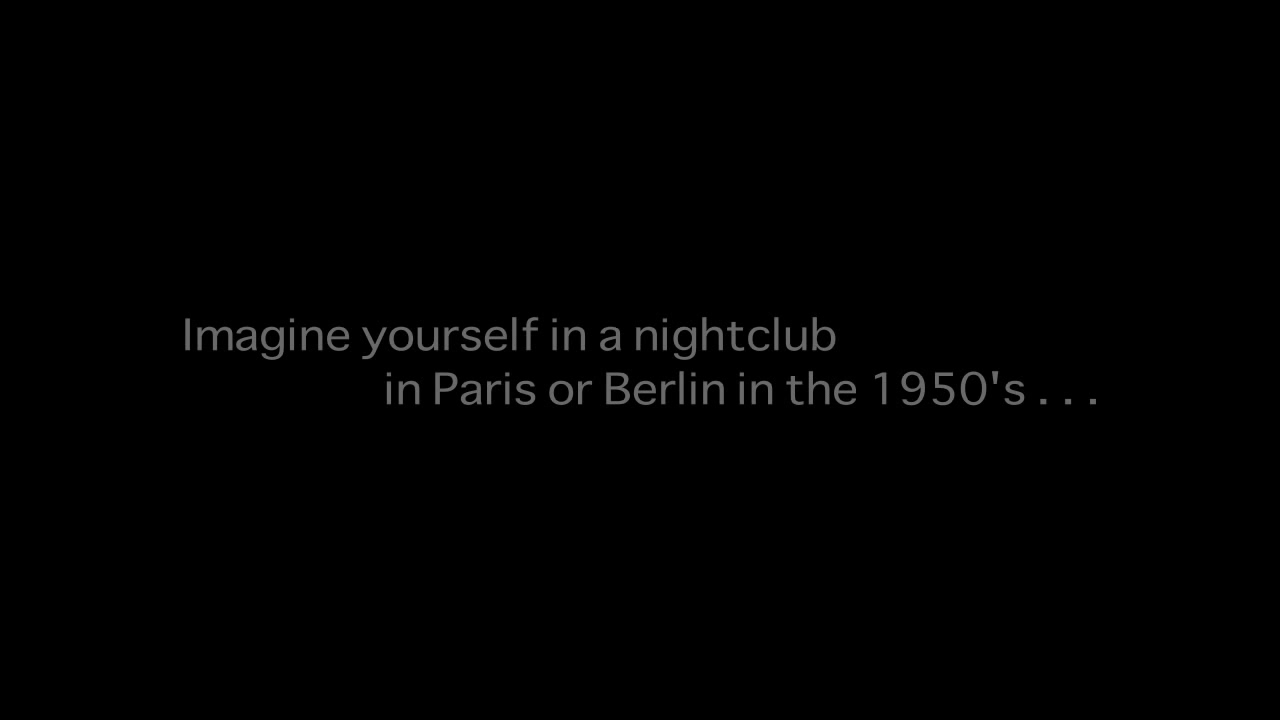 Imagine yourself in a nightclub
in Paris or Berlin in the 1950's . . .